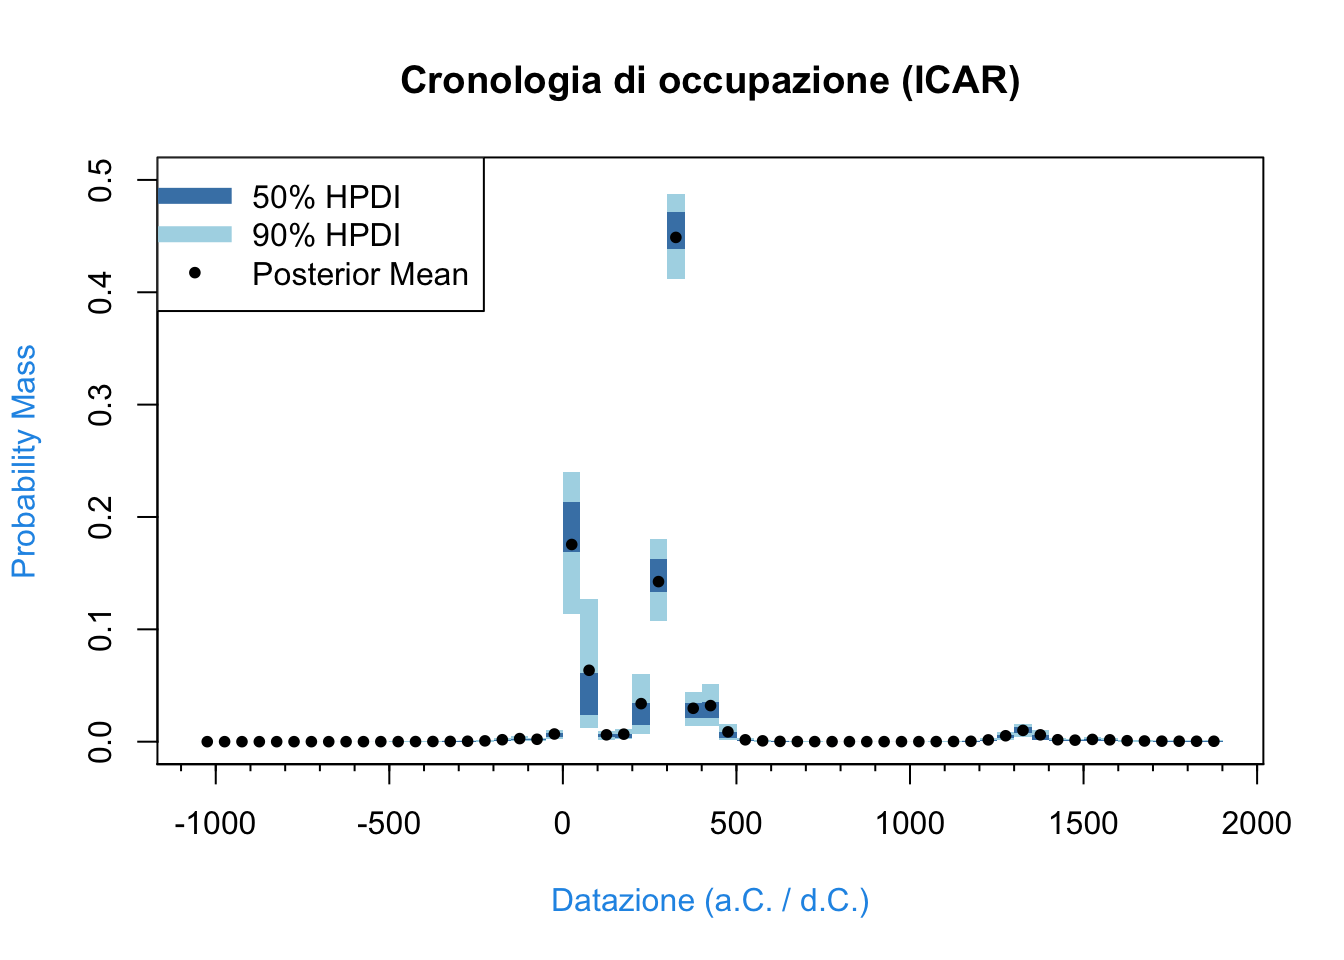 Cronologia di occupazione (ICAR)
50% HPDI
90% HPDI
Posterior Mean
Probability Mass
0.5
0.4
0.3
0.2
0.1
0.0
-1000 -500 0 500 1000 1500 2000
Datazione (a.C. / d.C.)